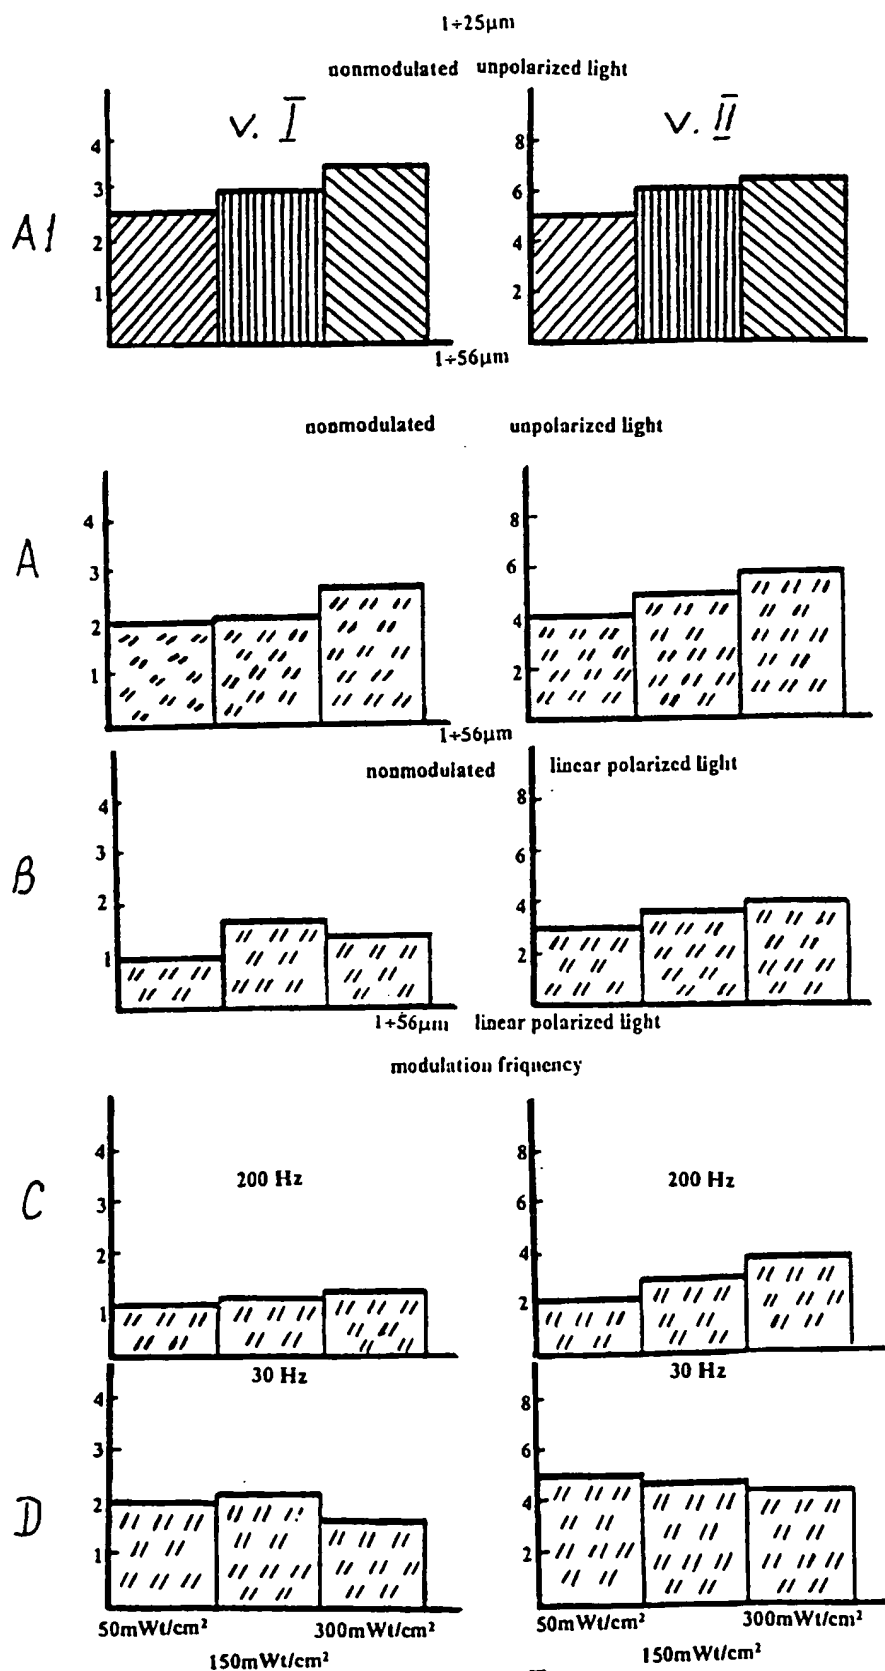 1÷25µm
nonmodulated unpolarized light
v. I
v. II
A1
4
3
2
1
8
6
4
2
1÷56µm
nonmodulated unpolarized light
A
4
3
2
1
8
6
4
2
1÷56µm
nonmodulated linear polarized light
B
4
3
2
1
8
6
4
2
1÷56µm linear polarized light
modulation friquency
C
200 Hz
4
3
2
1
200 Hz
8
6
4
2
D
30 Hz
4
3
2
1
30 Hz
8
6
4
2
50mWt/cm² 300mWt/cm² 300mWt/cm²
150mWt/cm² 150mWt/cm²